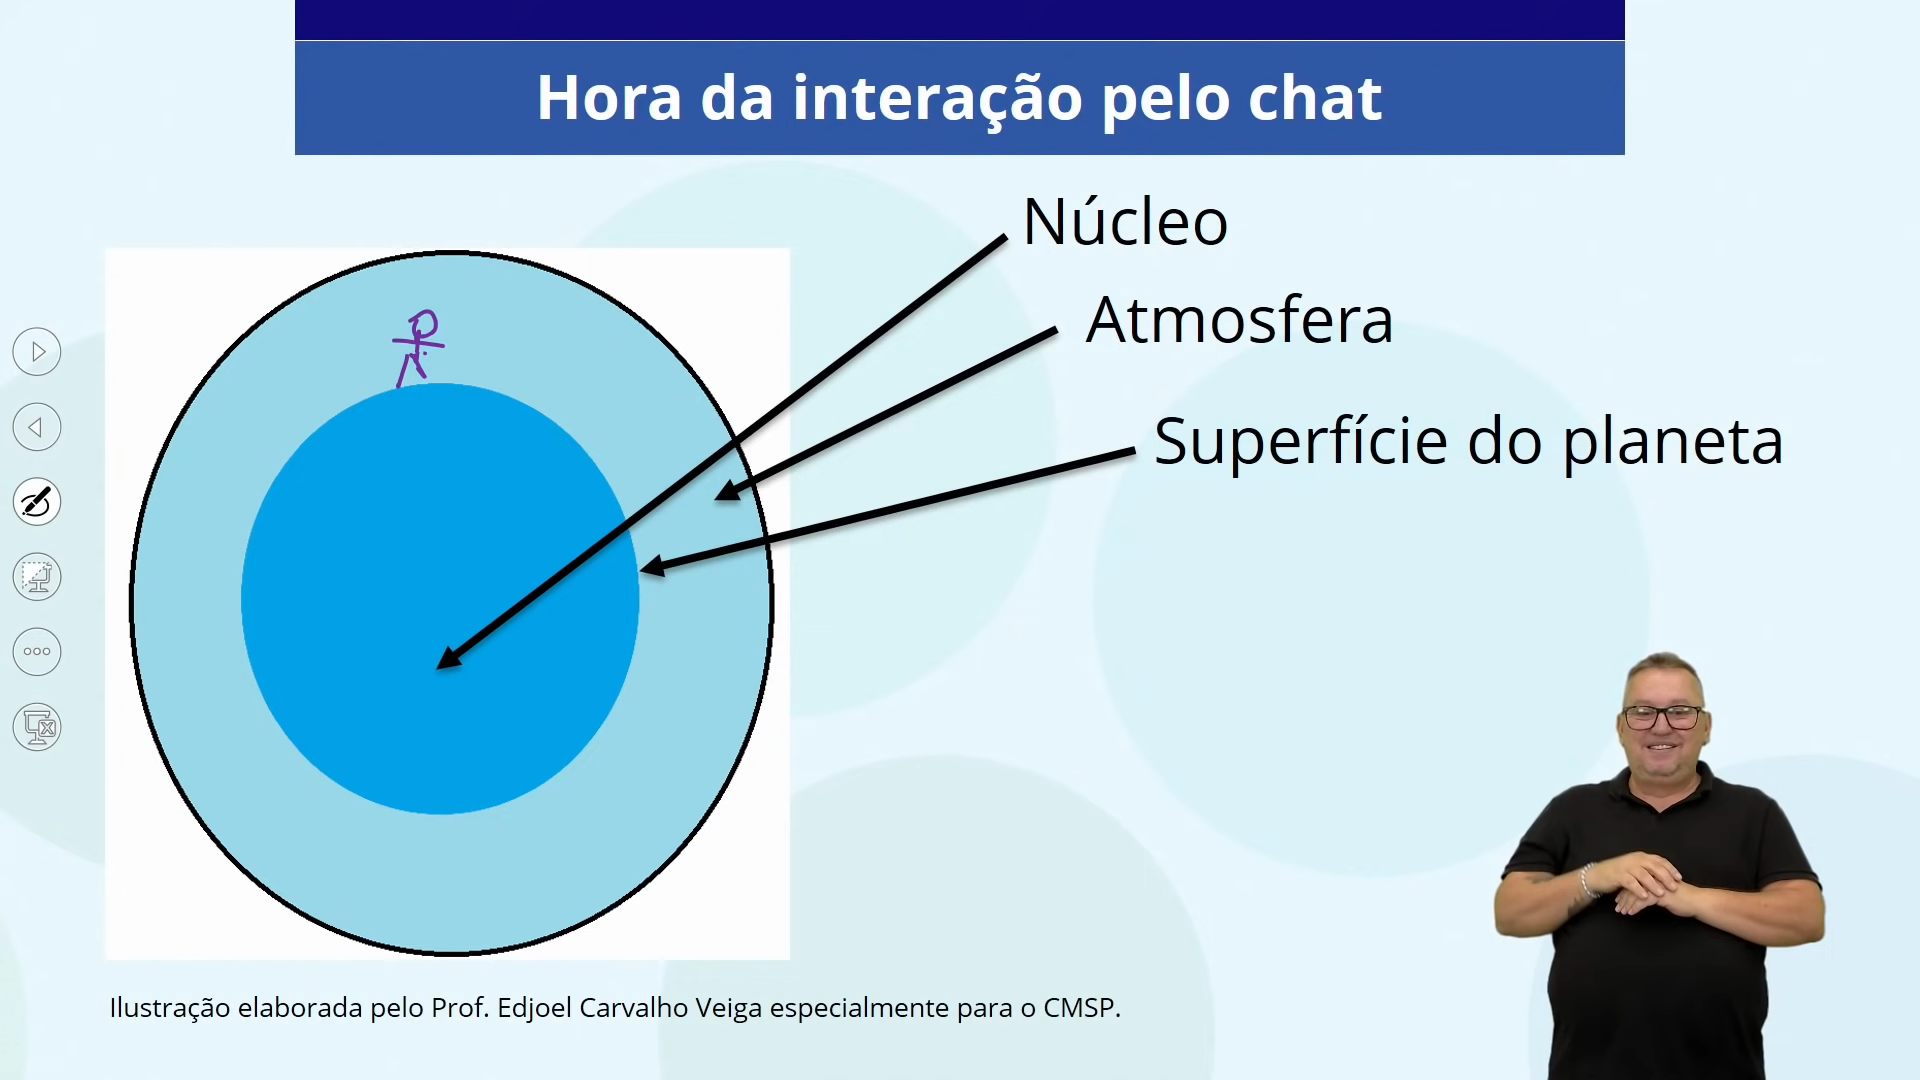 Hora da interação pelo chat
Núcleo
Atmosfera
Superfície do planeta
Ilustração elaborada pelo Prof. Edjoel Carvalho Veiga especialmente para o CMSP.